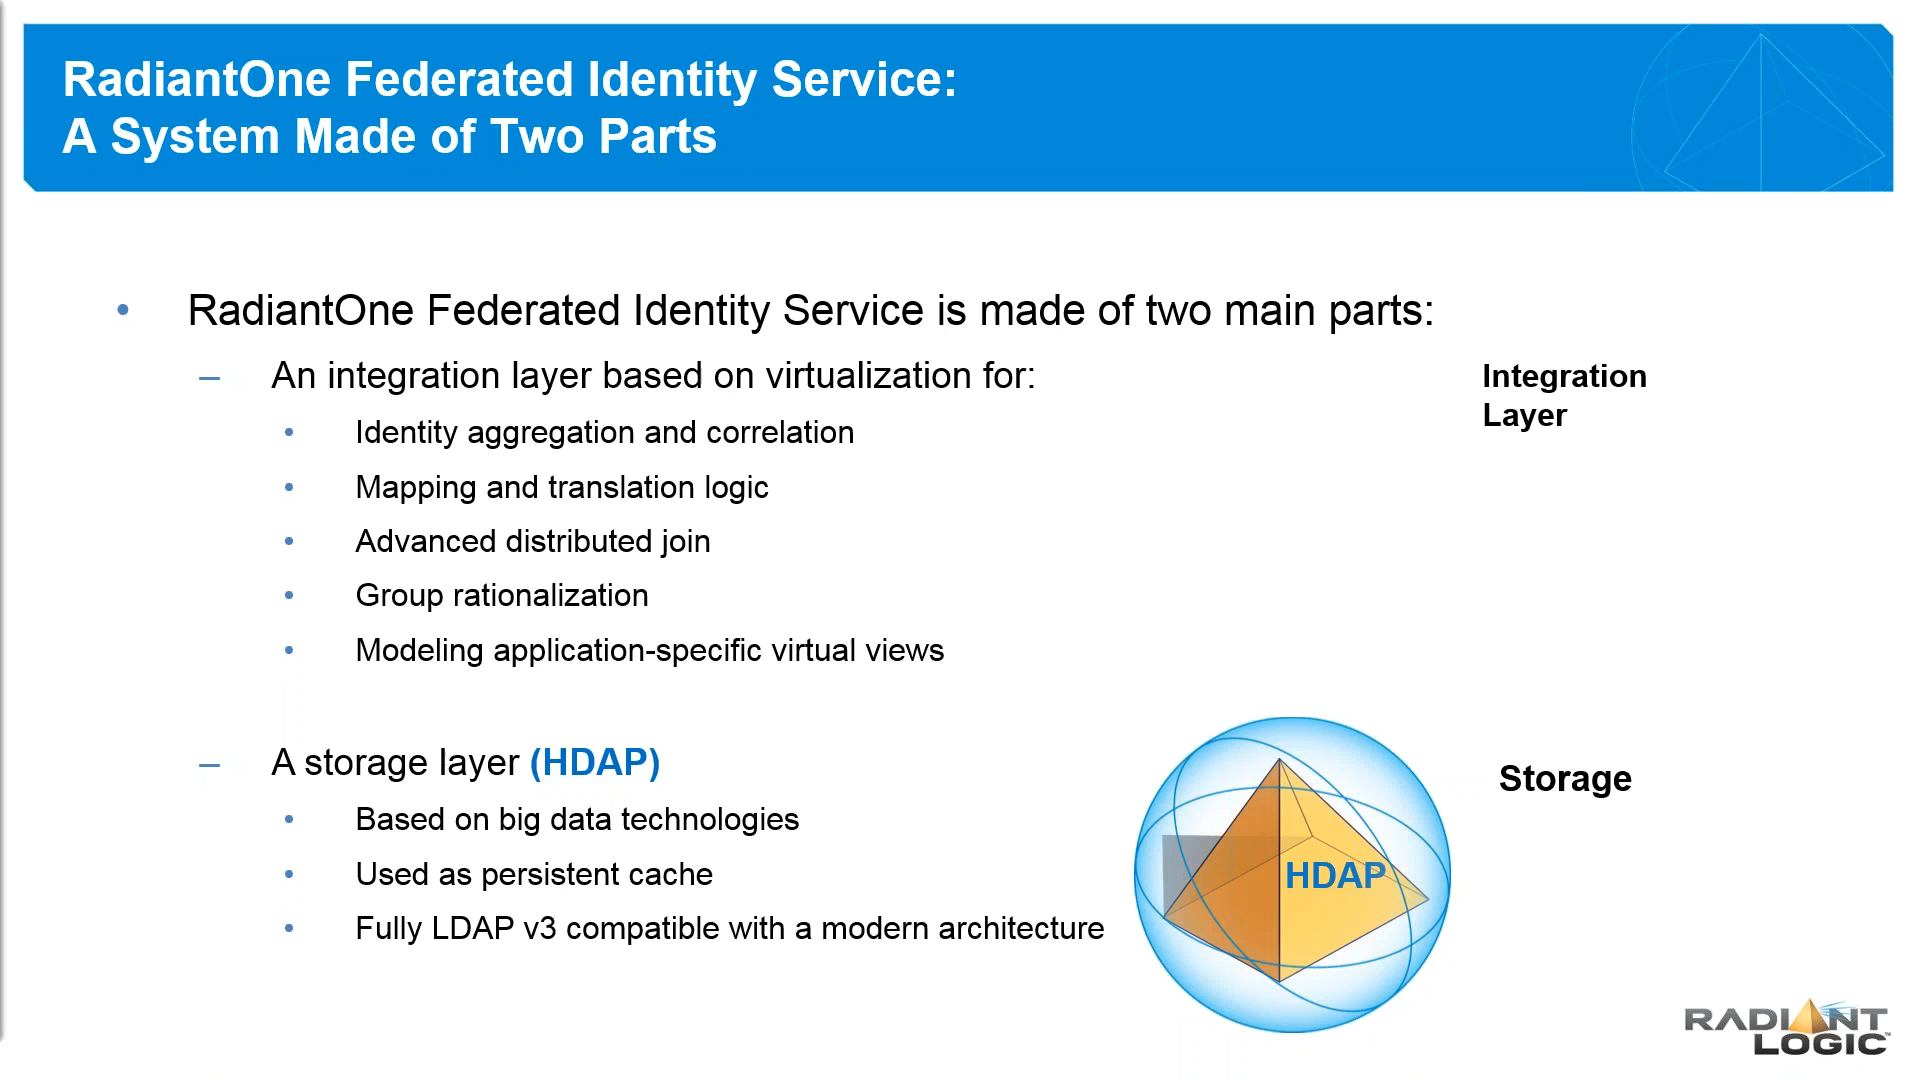 RadiantOne Federated Identity Service:
A System Made of Two Parts
• RadiantOne Federated Identity Service is made of two main parts:
– An integration layer based on virtualization for:
• Identity aggregation and correlation
• Mapping and translation logic
• Advanced distributed join
• Group rationalization
• Modeling application-specific virtual views
Integration
Layer
– A storage layer (HDAP)
• Based on big data technologies
• Used as persistent cache
• Fully LDAP v3 compatible with a modern architecture
HDAP
Storage
RADIANT
LOGIC™